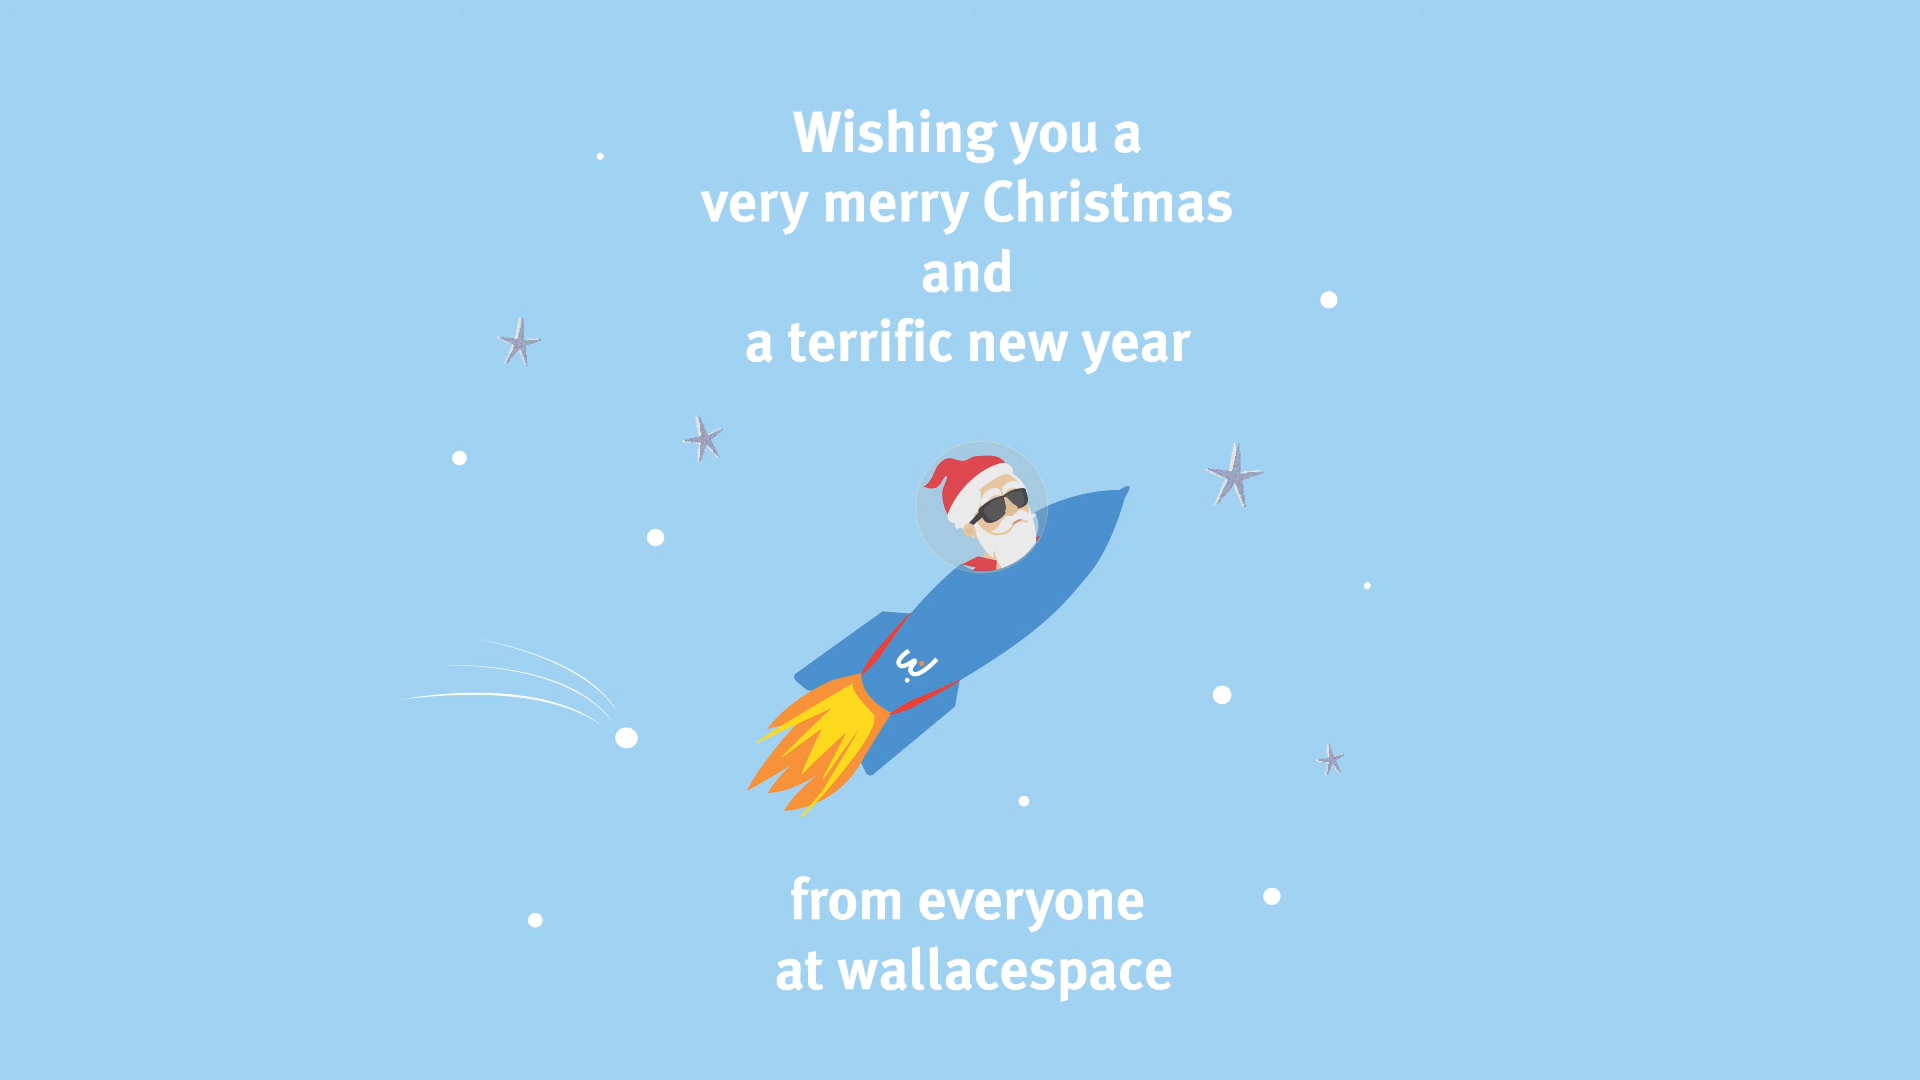 Wishing you a
very merry Christmas
and
a terrific new year
w
from everyone
at wallacespace